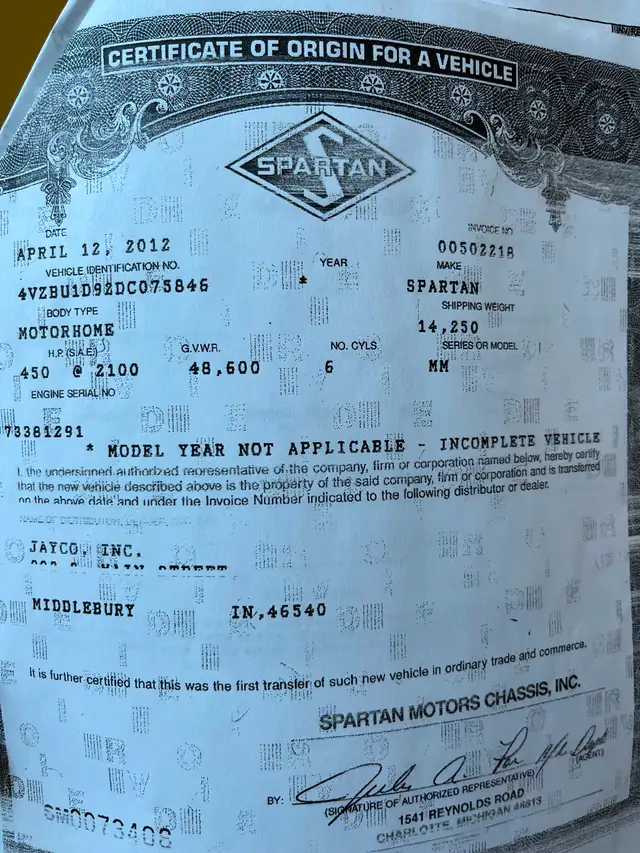 CERTIFICATE OF ORIGIN FOR A VEHICLE
SPARTAN
DATE INVOICE NO
APRIL 12, 2012 00502218
VEHICLE IDENTIFICATION NO. YEAR MAKE
4VZBU1D92DC075846 * SPARTAN
BODY TYPE SHIPPING WEIGHT
MOTORHOME 14,250
H.P. (S.A.E.) G.V.W.R. NO. CYLS. SERIES OR MODEL
450 @ 2100 48,600 6 MM
ENGINE SERIAL NO
73381291
* MODEL YEAR NOT APPLICABLE - INCOMPLETE VEHICLE
I, the undersigned authorized representative of the company, firm or corporation named below, hereby certify
that the new vehicle described above is the property of the said company, firm or corporation and is transferred
on the above date and under the Invoice Number indicated to the following distributor or dealer.
JAYCO, INC.
MAIN STREET
MIDDLEBURY IN,46540
It is further certified that this was the first transfer of such new vehicle in ordinary trade and commerce.
SPARTAN MOTORS CHASSIS, INC.
BY:
(SIGNATURE OF AUTHORIZED REPRESENTATIVE) (AGENT)
1541 REYNOLDS ROAD
CHARLOTTE, MICHIGAN 48813
SM0073408